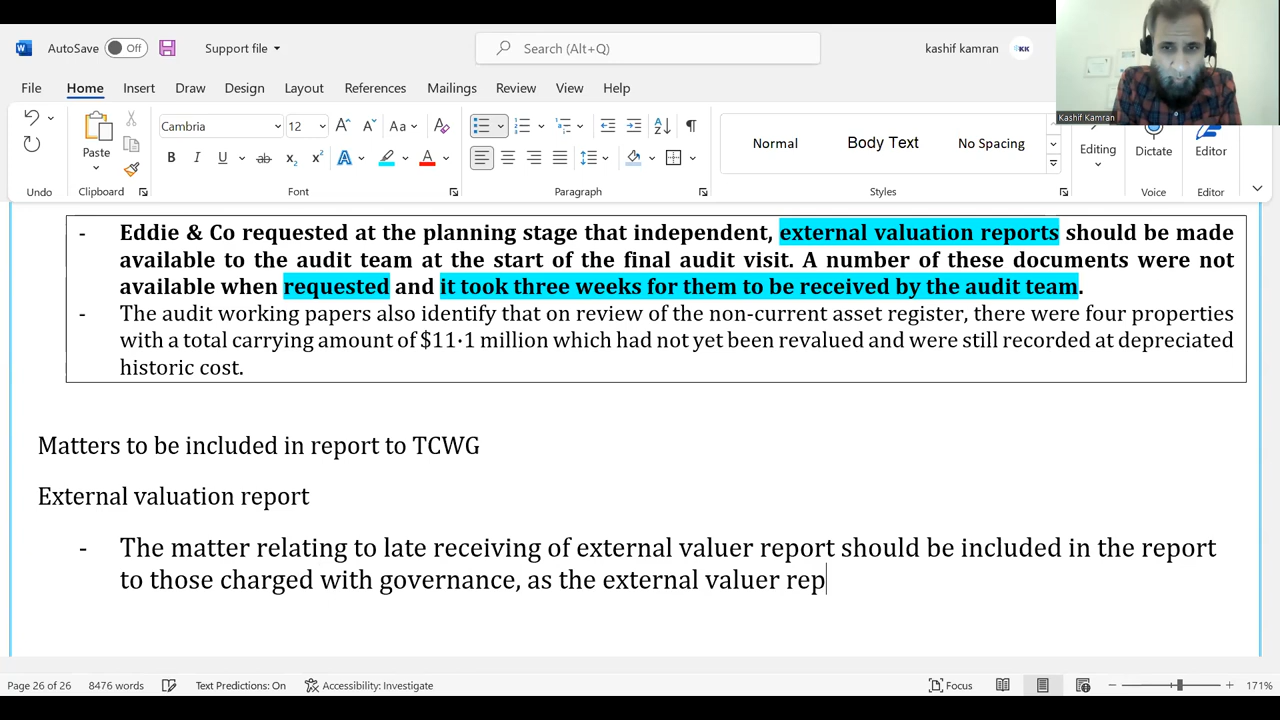 AutoSave Off Support file Search (Alt+Q) kashif kamran KK
File Home Insert Draw Design Layout References Mailings Review View Help Kashif Kamran
Cambria 12 Aa
Paste B I U ab x₂ x² A A Normal Body Text No Spacing Editing Dictate Editor
Undo Clipboard Font Paragraph Styles Voice Editor
- Eddie & Co requested at the planning stage that independent, external valuation reports should be made
available to the audit team at the start of the final audit visit. A number of these documents were not
available when requested and it took three weeks for them to be received by the audit team.
- The audit working papers also identify that on review of the non-current asset register, there were four properties
with a total carrying amount of $11·1 million which had not yet been revalued and were still recorded at depreciated
historic cost.
Matters to be included in report to TCWG
External valuation report
- The matter relating to late receiving of external valuer report should be included in the report
to those charged with governance, as the external valuer rep
Page 26 of 26 8476 words Text Predictions: On Accessibility: Investigate Focus 171%